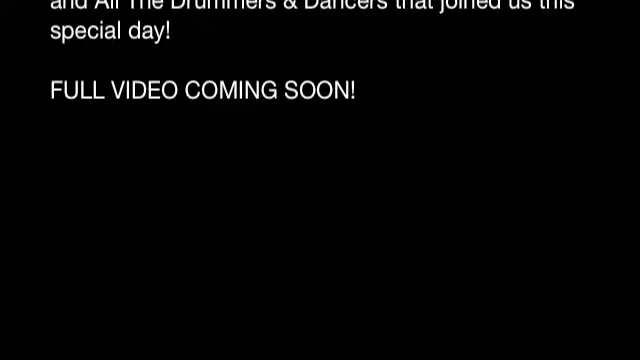 and All The Drummers & Dancers that joined us this
special day!
FULL VIDEO COMING SOON!